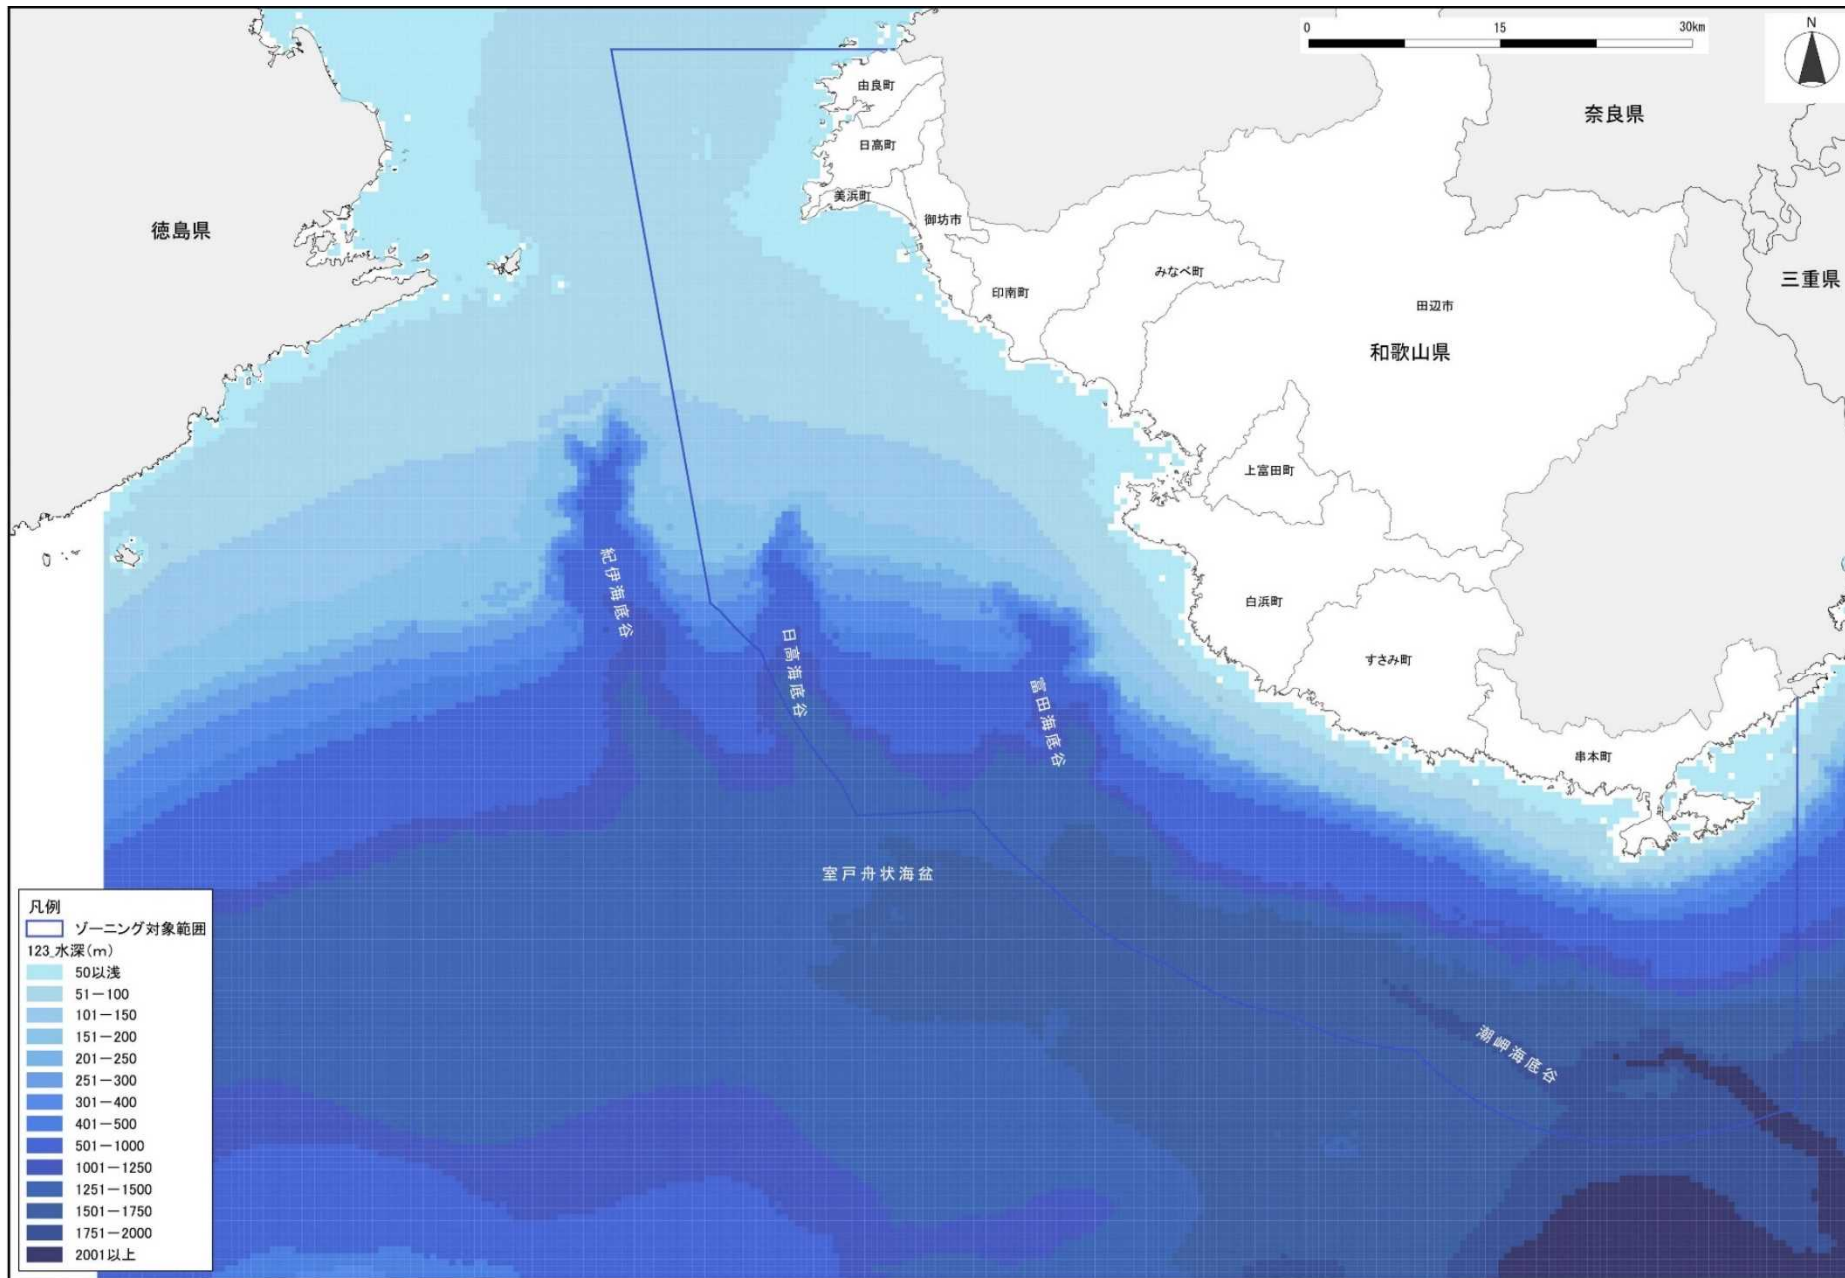 0 15 30km
N
奈良県
由良町
日高町
徳島県
美浜町
御坊市
みなべ町
三重県
印南町
田辺市
和歌山県
上富田町
紀伊海底谷
白浜町
日高海底谷
すさみ町
富田海底谷
串本町
室戸舟状海盆
潮岬海底谷
凡例
ゾーニング対象範囲
123_水深(m)
50以浅
51－100
101－150
151－200
201－250
251－300
301－400
401－500
501－1000
1001－1250
1251－1500
1501－1750
1751－2000
2001以上